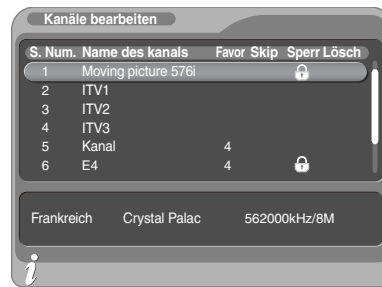 Kanäle bearbeiten
S. Num. Name des kanals Favor Skip Sperr Lösch
1 Moving picture 576i
2 ITV1
3 ITV2
4 ITV3
5 Kanal 4
6 E4 4
Frankreich Crystal Palac 562000kHz/8M
i